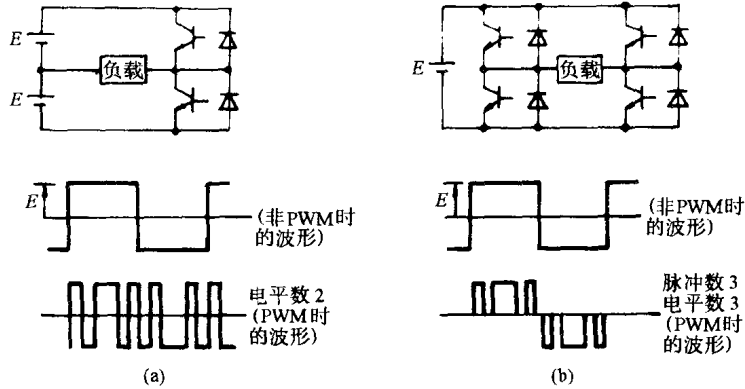 E
负载
E
E
负载
E
(非PWM时
的波形)
E
(非PWM时
的波形)
电平数2
(PWM时
的波形)
脉冲数3
电平数3
(PWM时
的波形)
(a)
(b)